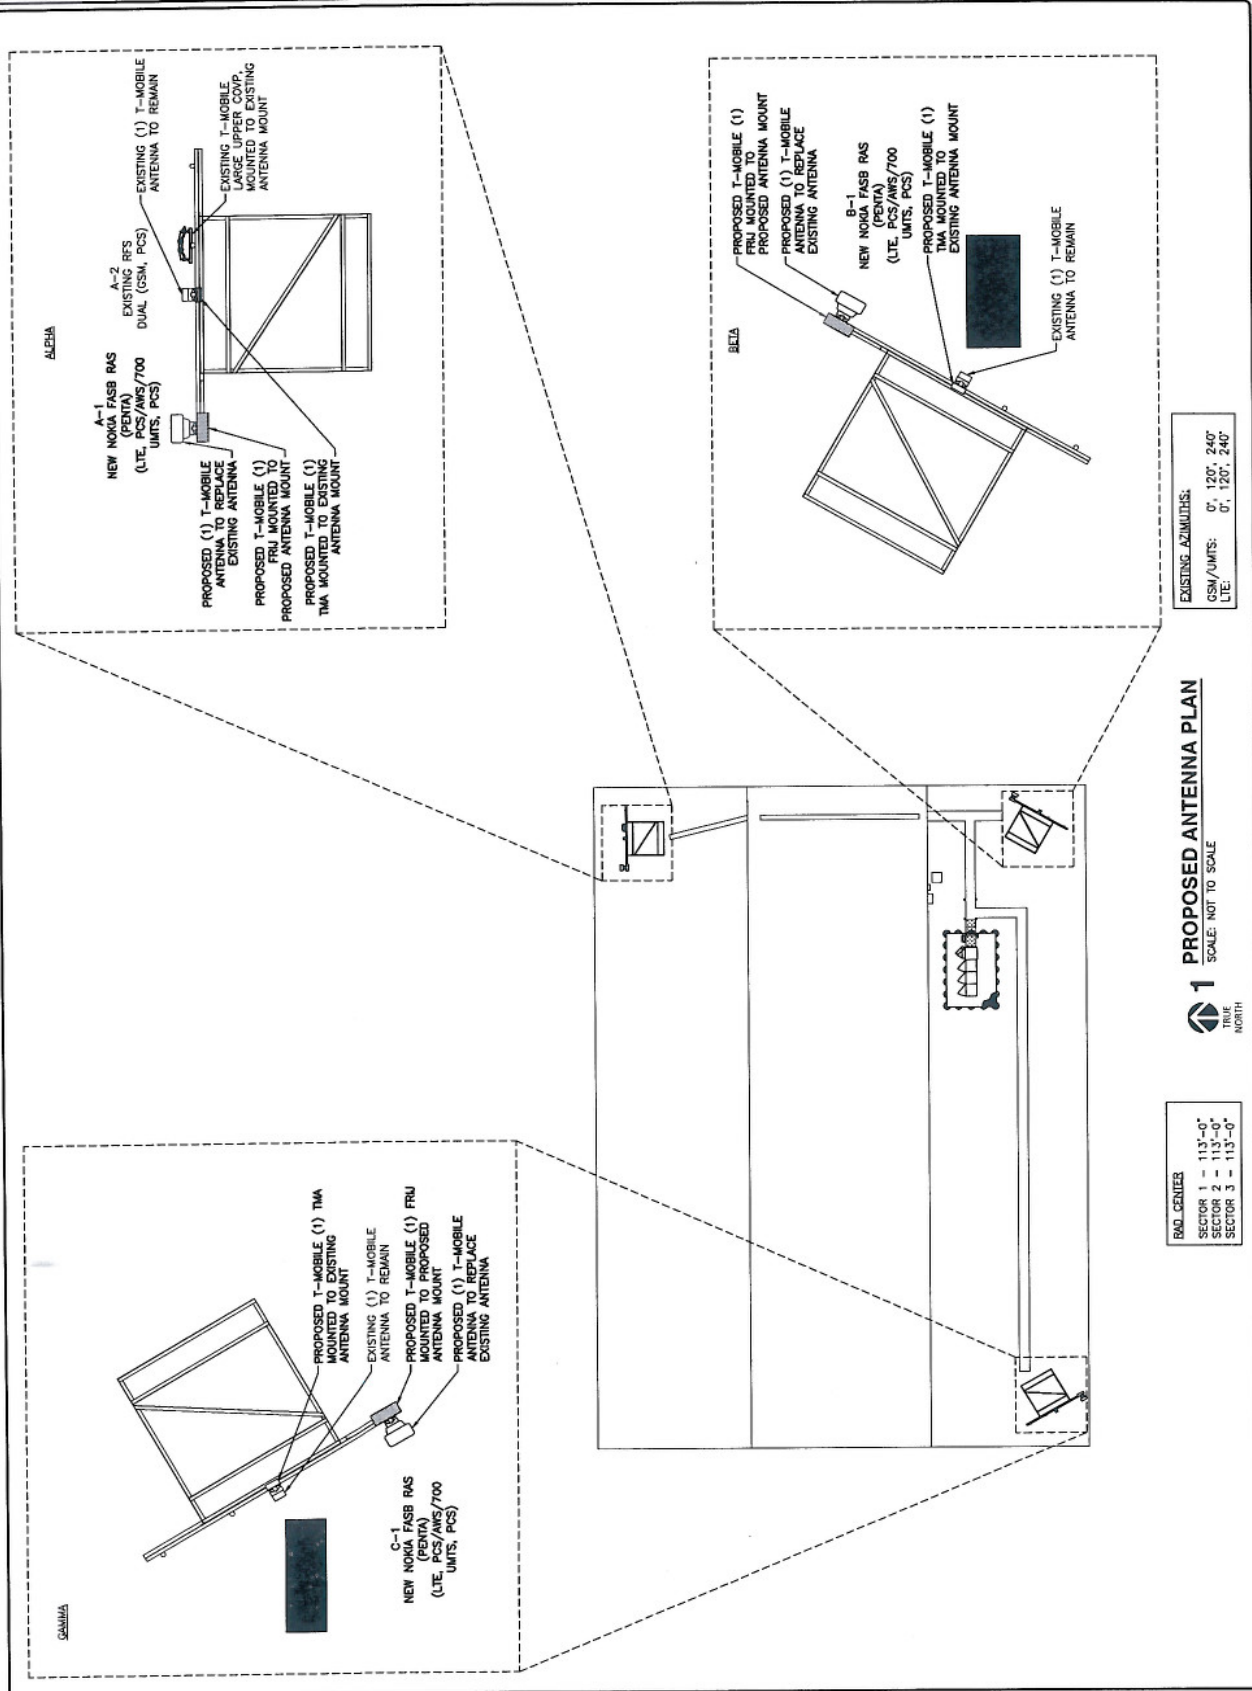 GAMMA
PROPOSED T-MOBILE (1) TMA
MOUNTED TO EXISTING
ANTENNA MOUNT
EXISTING (1) T-MOBILE
ANTENNA TO REMAIN
PROPOSED T-MOBILE (1) FRIJ
MOUNTED TO PROPOSED
ANTENNA MOUNT
PROPOSED (1) T-MOBILE
ANTENNA TO REPLACE
EXISTING ANTENNA
C-1
NEW NOKIA FASB RAS
(PENTA)
(LTE, PCS/AWS/700
UMTS, PCS)
ALPHA
A-1
NEW NOKIA FASB RAS
(PENTA)
(LTE, PCS/AWS/700
UMTS, PCS)
A-2
EXISTING RFS
DUAL (GSM, PCS)
EXISTING (1) T-MOBILE
ANTENNA TO REMAIN
EXISTING T-MOBILE
LARGE UPPER COVP,
MOUNTED TO EXISTING
ANTENNA MOUNT
PROPOSED (1) T-MOBILE
ANTENNA TO REPLACE
EXISTING ANTENNA
PROPOSED T-MOBILE (1)
FRIJ MOUNTED TO
PROPOSED ANTENNA MOUNT
PROPOSED T-MOBILE (1)
TMA MOUNTED TO EXISTING
ANTENNA MOUNT
BETA
PROPOSED T-MOBILE (1)
FRIJ MOUNTED TO
PROPOSED ANTENNA MOUNT
PROPOSED (1) T-MOBILE
ANTENNA TO REPLACE
EXISTING ANTENNA
B-1
NEW NOKIA FASB RAS
(PENTA)
(LTE, PCS/AWS/700
UMTS, PCS)
PROPOSED T-MOBILE (1)
TMA MOUNTED TO
EXISTING ANTENNA MOUNT
EXISTING (1) T-MOBILE
ANTENNA TO REMAIN
RAD CENTER
SECTOR 1 - 113'-0"
SECTOR 2 - 113'-0"
SECTOR 3 - 113'-0"
TRUE
NORTH
1 PROPOSED ANTENNA PLAN
SCALE: NOT TO SCALE
EXISTING AZIMUTHS:
GSM/UMTS: 0°, 120°, 240°
LTE: 0°, 120°, 240°